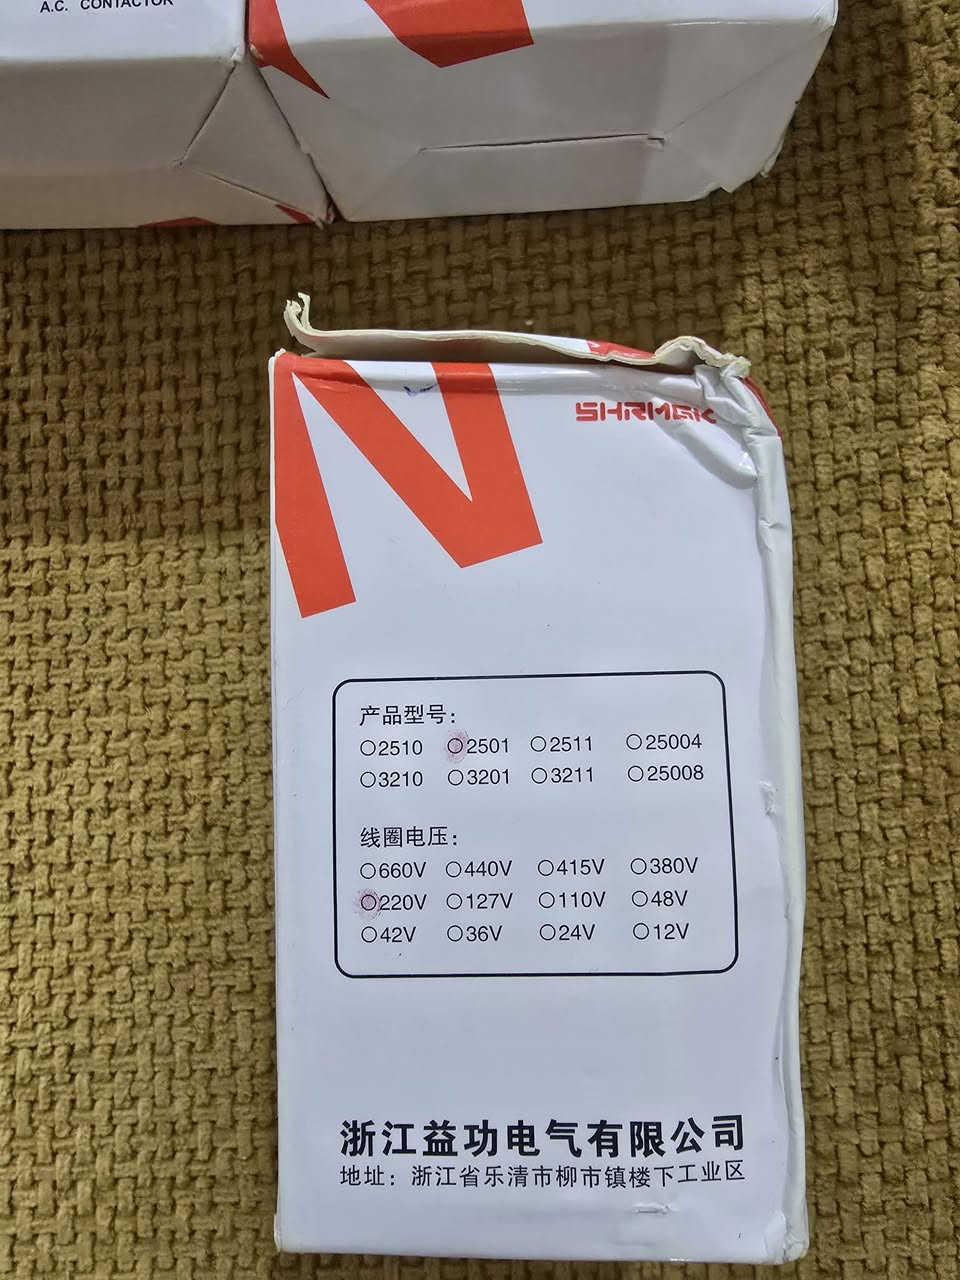 A.C. CONTACTOR
SHRMGK
产品型号:
○2510 ○2501 ○2511 ○25004
○3210 ○3201 ○3211 ○25008
线圈电压:
○660V ○440V ○415V ○380V
○220V ○127V ○110V ○48V
○42V ○36V ○24V ○12V
浙江益功电气有限公司
地址：浙江省乐清市柳市镇楼下工业区